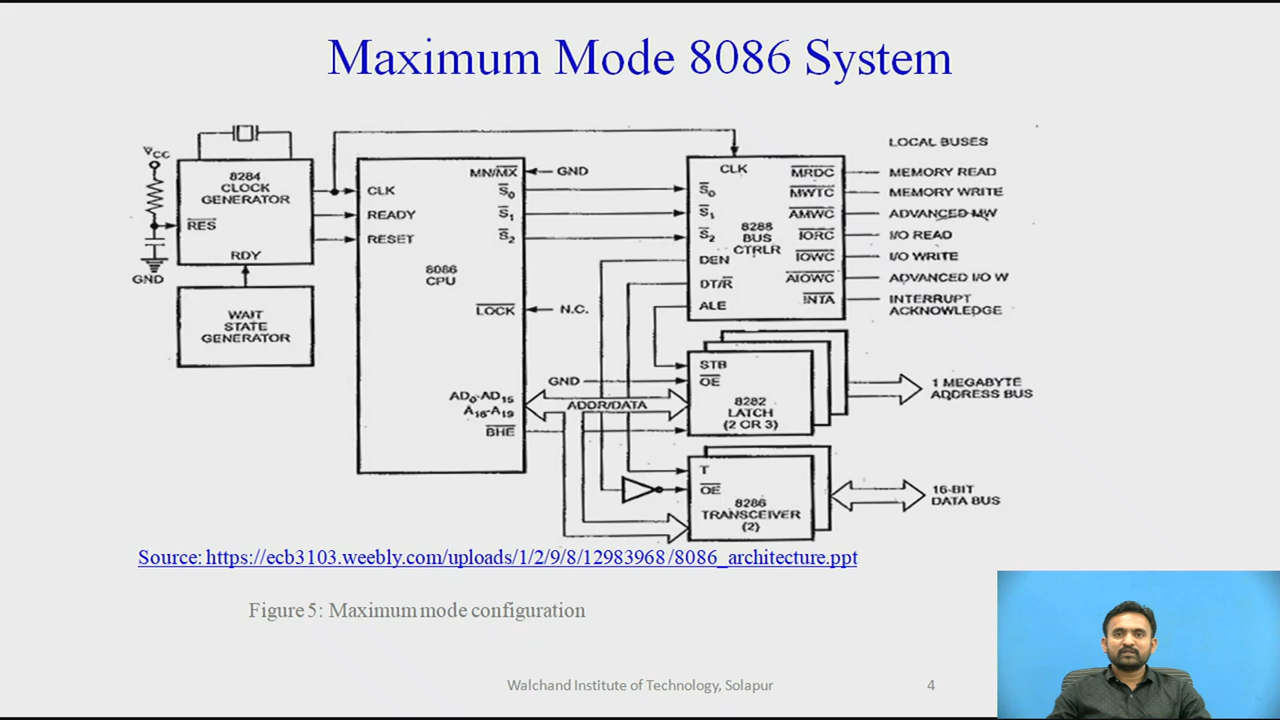 Maximum Mode 8086 System
VCC
8284
CLOCK
GENERATOR
RES
RDY
GND
WAIT
STATE
GENERATOR
CLK
READY
RESET
8086
CPU
MN/MX
S0
S1
S2
LOCK
AD0-AD15
A16-A19
BHE
GND
N.C.
GND
ADDR/DATA
CLK
S0
S1
S2
8288
BUS
CTRLR
DEN
DT/R
ALE
MRDC
MWTC
AMWC
IORC
IOWC
AIOWC
INTA
LOCAL BUSES
MEMORY READ
MEMORY WRITE
ADVANCED MW
I/O READ
I/O WRITE
ADVANCED I/O W
INTERRUPT
ACKNOWLEDGE
STB
OE
8282
LATCH
(2 OR 3)
1 MEGABYTE
ADDRESS BUS
T
OE
8286
TRANSCEIVER
(2)
16-BIT
DATA BUS
Source: https://ecb3103.weebly.com/uploads/1/2/9/8/12983968/8086_architecture.ppt
Figure 5: Maximum mode configuration
Walchand Institute of Technology, Solapur
4